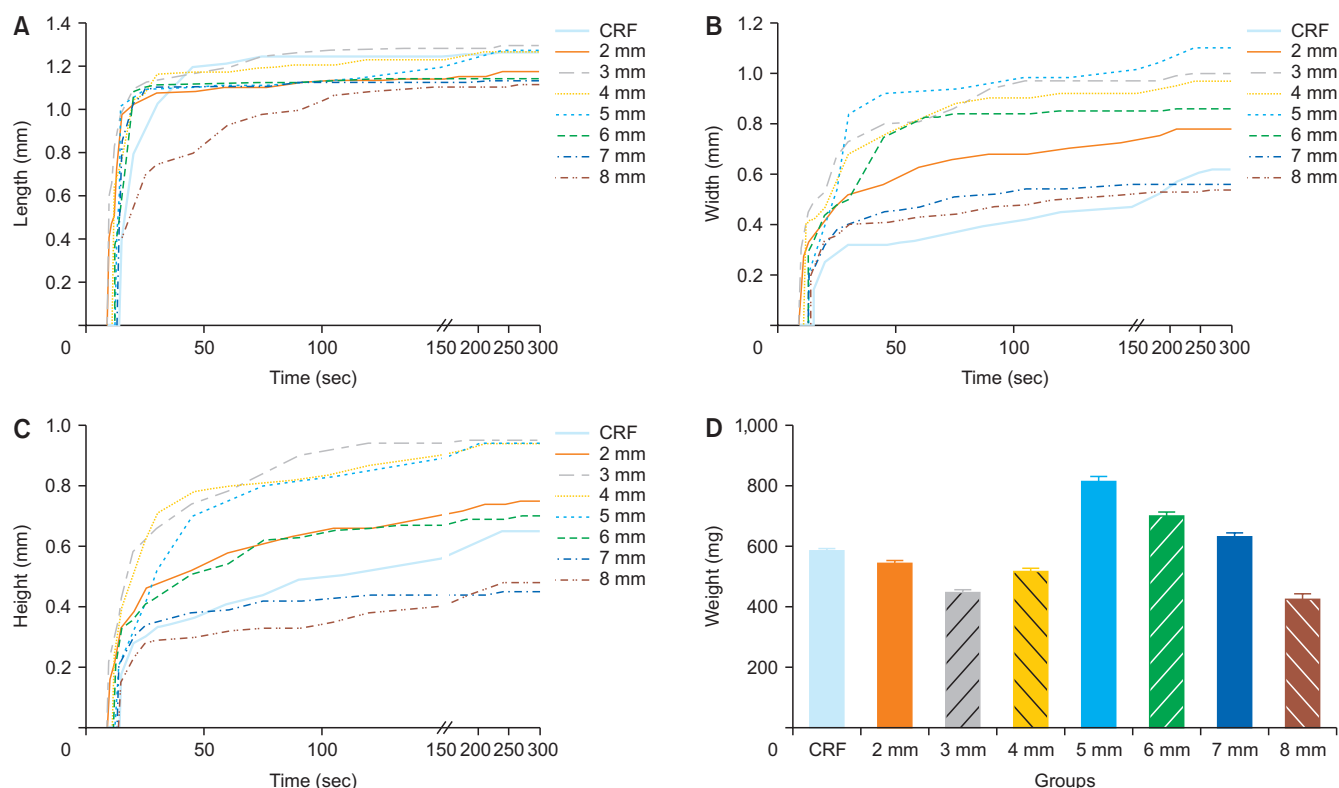 A
Length (mm)
1.4
1.2
1.0
0.8
0.6
0.4
0.2
0
50
100
150
200
250
300
Time (sec)
CRF
2 mm
3 mm
4 mm
5 mm
6 mm
7 mm
8 mm
B
Width (mm)
1.2
1.0
0.8
0.6
0.4
0.2
0
50
100
150
200
250
300
Time (sec)
CRF
2 mm
3 mm
4 mm
5 mm
6 mm
7 mm
8 mm
C
Height (mm)
1.0
0.8
0.6
0.4
0.2
0
50
100
150
200
250
300
Time (sec)
CRF
2 mm
3 mm
4 mm
5 mm
6 mm
7 mm
8 mm
D
Weight (mg)
1,000
800
600
400
200
0
CRF
2 mm
3 mm
4 mm
5 mm
6 mm
7 mm
8 mm
Groups